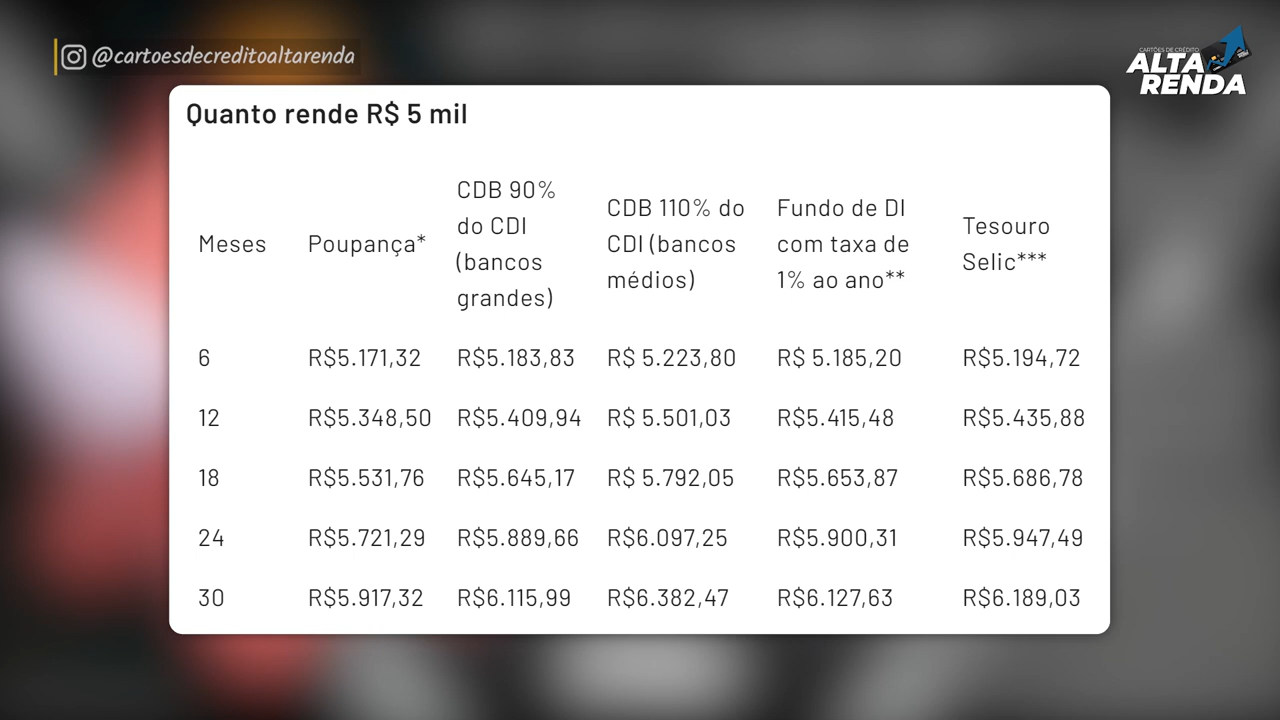 @cartoesdecreditoaltarenda
CARTÕES DE CRÉDITO
ALTA
RENDA
Quanto rende R$ 5 mil
Meses
Poupança*
CDB 90%
do CDI
(bancos
grandes)
CDB 110% do
CDI (bancos
médios)
Fundo de DI
com taxa de
1% ao ano**
Tesouro
Selic***
6 R$5.171,32 R$5.183,83 R$ 5.223,80 R$ 5.185,20 R$5.194,72
12 R$5.348,50 R$5.409,94 R$ 5.501,03 R$5.415,48 R$5.435,88
18 R$5.531,76 R$5.645,17 R$ 5.792,05 R$5.653,87 R$5.686,78
24 R$5.721,29 R$5.889,66 R$6.097,25 R$5.900,31 R$5.947,49
30 R$5.917,32 R$6.115,99 R$6.382,47 R$6.127,63 R$6.189,03